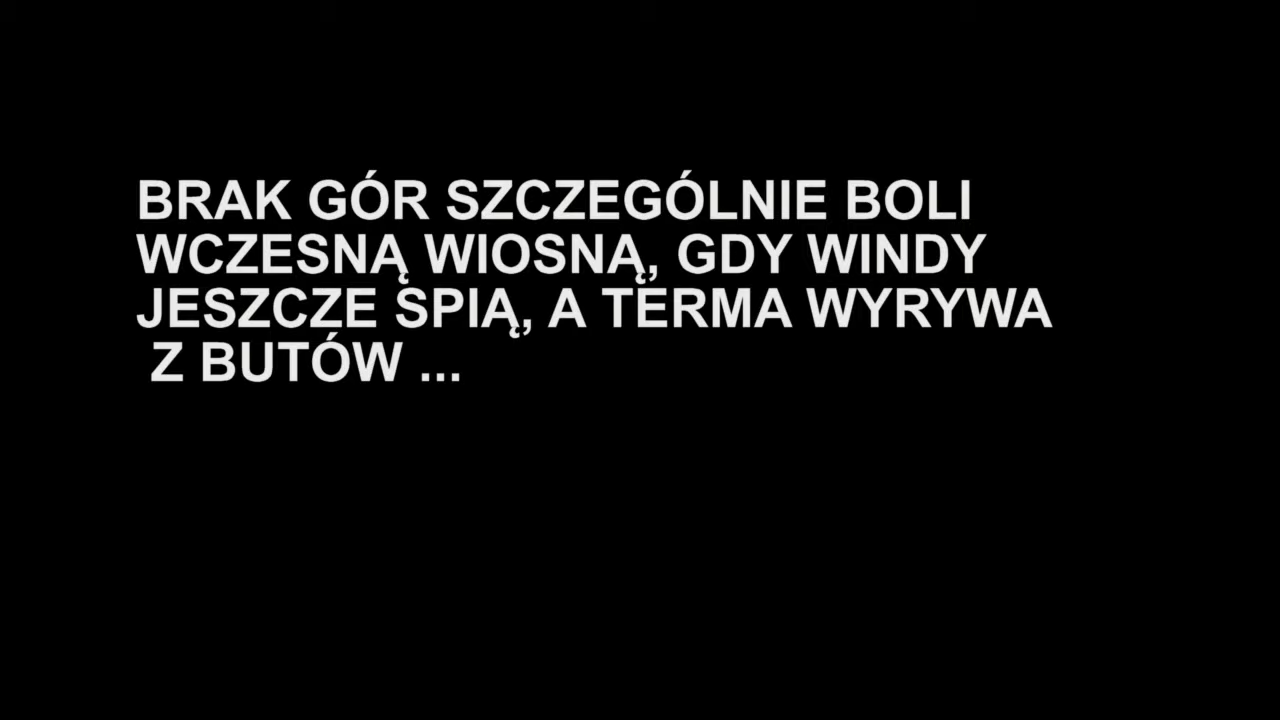 BRAK GÓR SZCZEGÓLNIE BOLI
WCZESNĄ WIOSNĄ, GDY WINDY
JESZCZE ŚPIĄ, A TERMA WYRYWA
Z BUTÓW ...